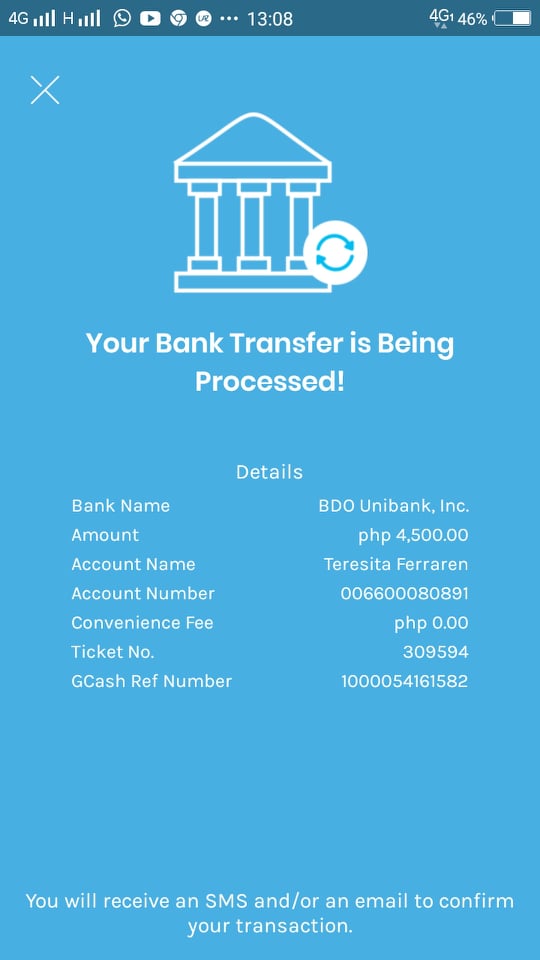 4G H 13:08 4G1 46%
Your Bank Transfer is Being
Processed!
Details
Bank Name BDO Unibank, Inc.
Amount php 4,500.00
Account Name Teresita Ferraren
Account Number 006600080891
Convenience Fee php 0.00
Ticket No. 309594
GCash Ref Number 1000054161582
You will receive an SMS and/or an email to confirm
your transaction.